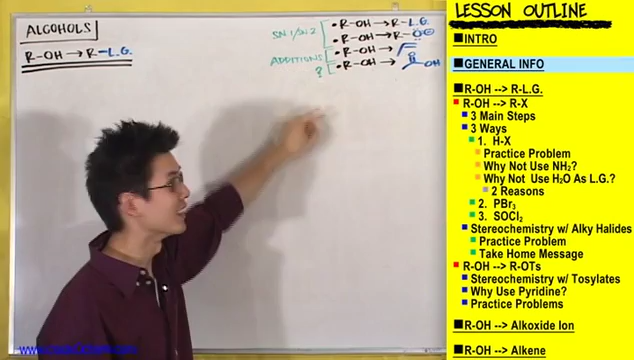 ALCOHOLS
R-OH → R-L.G.
SN1/SN2
• R-OH → R-L.G.
• R-OH → R-O⊖
ADDITIONS
• R-OH →
?
• R-OH → OH
LESSON OUTLINE
INTRO
GENERAL INFO
R-OH --> R-L.G.
R-OH --> R-X
3 Main Steps
3 Ways
1. H-X
Practice Problem
Why Not Use NH₂?
Why Not Use H₂O As L.G.?
2 Reasons
2. PBr₃
3. SOCl₂
Stereochemistry w/ Alky Halides
Practice Problem
Take Home Message
R-OH --> R-OTs
Stereochemistry w/ Tosylates
Why Use Pyridine?
Practice Problems
R-OH --> Alkoxide Ion
R-OH --> Alkene